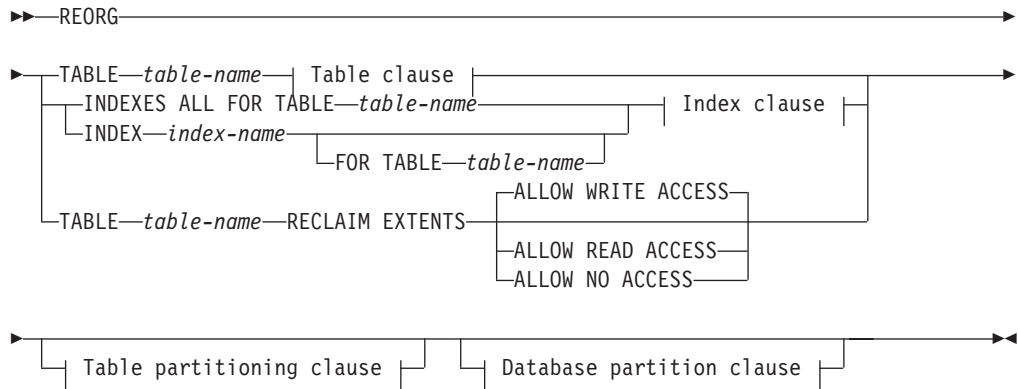 REORG
TABLE table-name Table clause
INDEXES ALL FOR TABLE table-name Index clause
INDEX index-name
FOR TABLE table-name
ALLOW WRITE ACCESS
TABLE table-name RECLAIM EXTENTS
ALLOW READ ACCESS
ALLOW NO ACCESS
Table partitioning clause Database partition clause